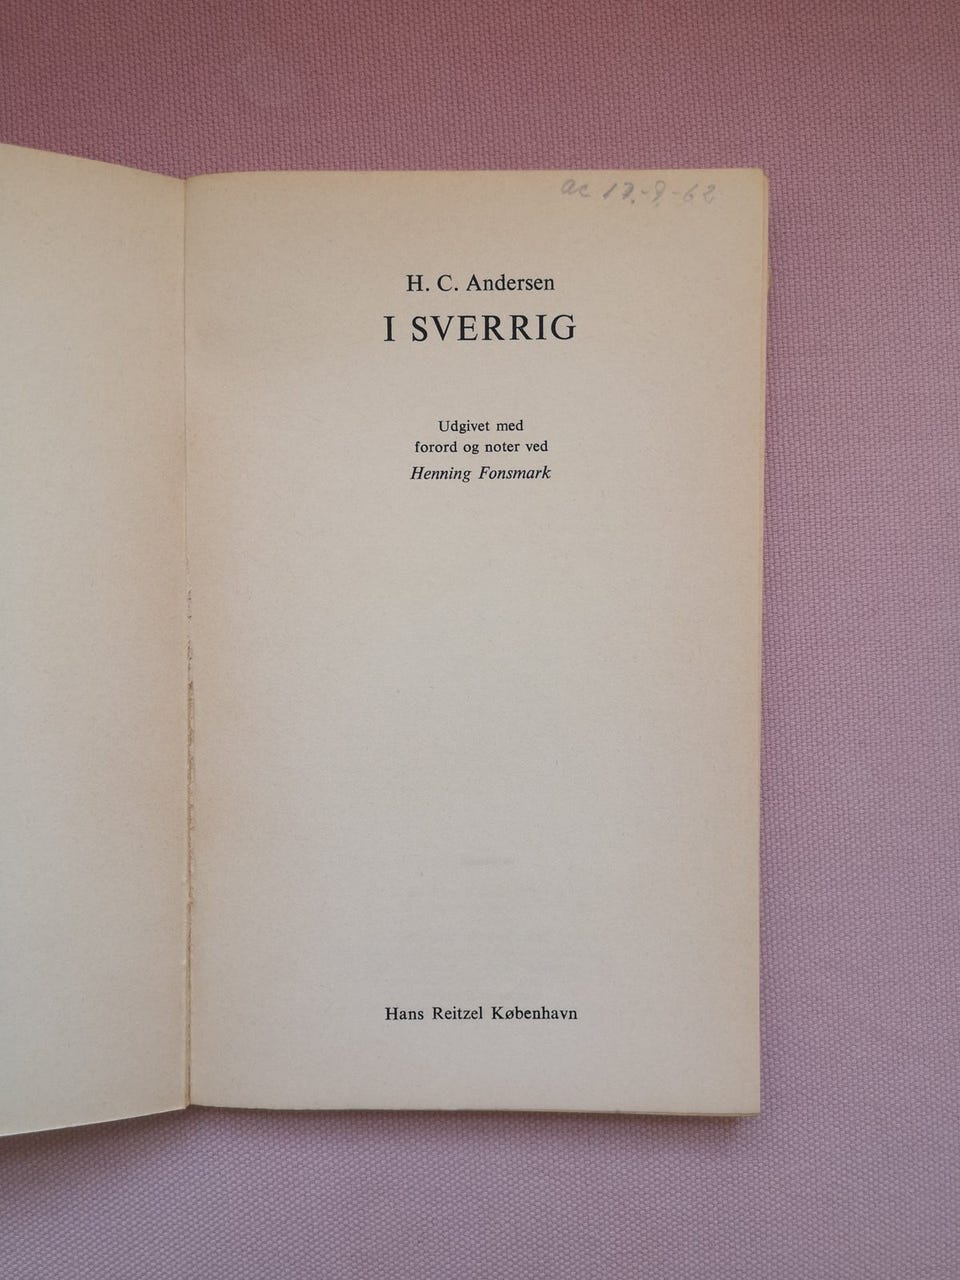 ac 17.-9.-62
H. C. Andersen
I SVERRIG
Udgivet med
forord og noter ved
Henning Fonsmark
Hans Reitzel København